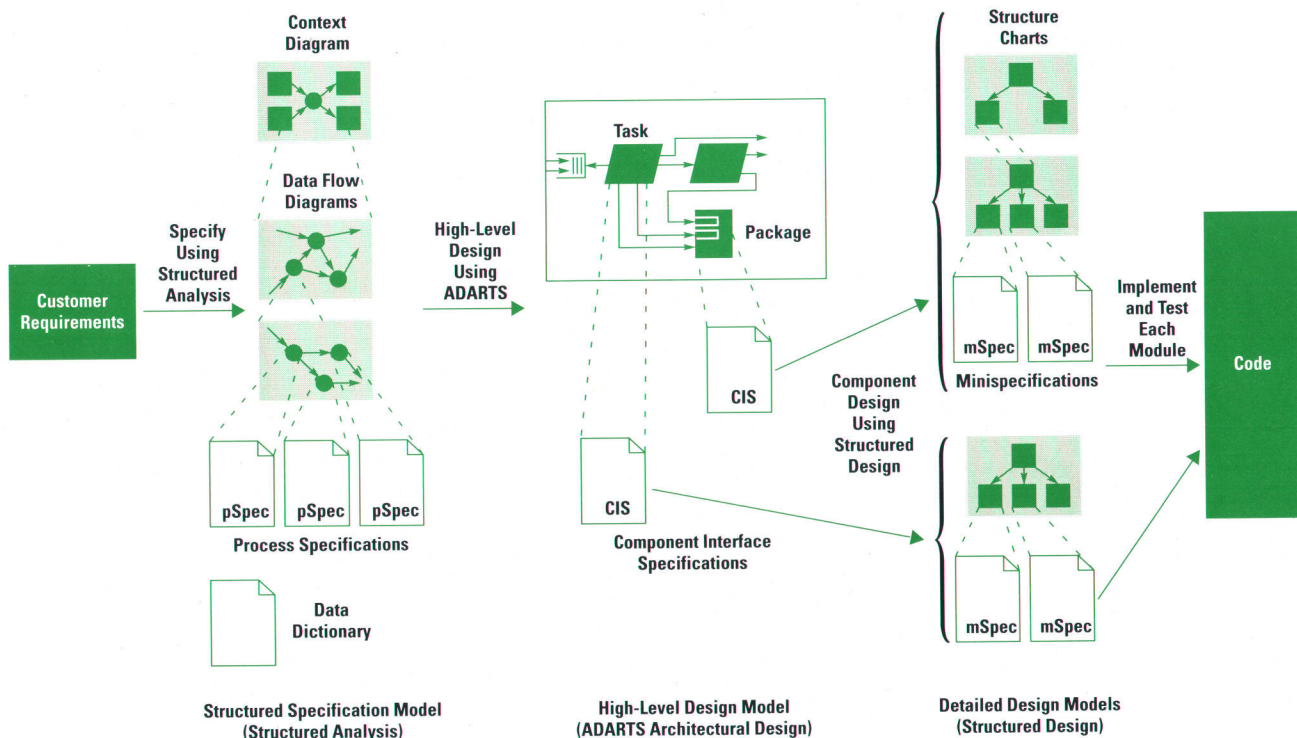 Context
Diagram
Data Flow
Diagrams
Customer
Requirements
Specify
Using
Structured
Analysis
pSpec
pSpec
pSpec
Process Specifications
Data
Dictionary
Structured Specification Model
(Structured Analysis)
High-Level
Design
Using
ADARTS
Task
Package
CIS
CIS
Component Interface
Specifications
High-Level Design Model
(ADARTS Architectural Design)
Component
Design
Using
Structured
Design
Structure
Charts
mSpec
mSpec
Minispecifications
mSpec
mSpec
Detailed Design Models
(Structured Design)
Implement
and Test
Each
Module
Code